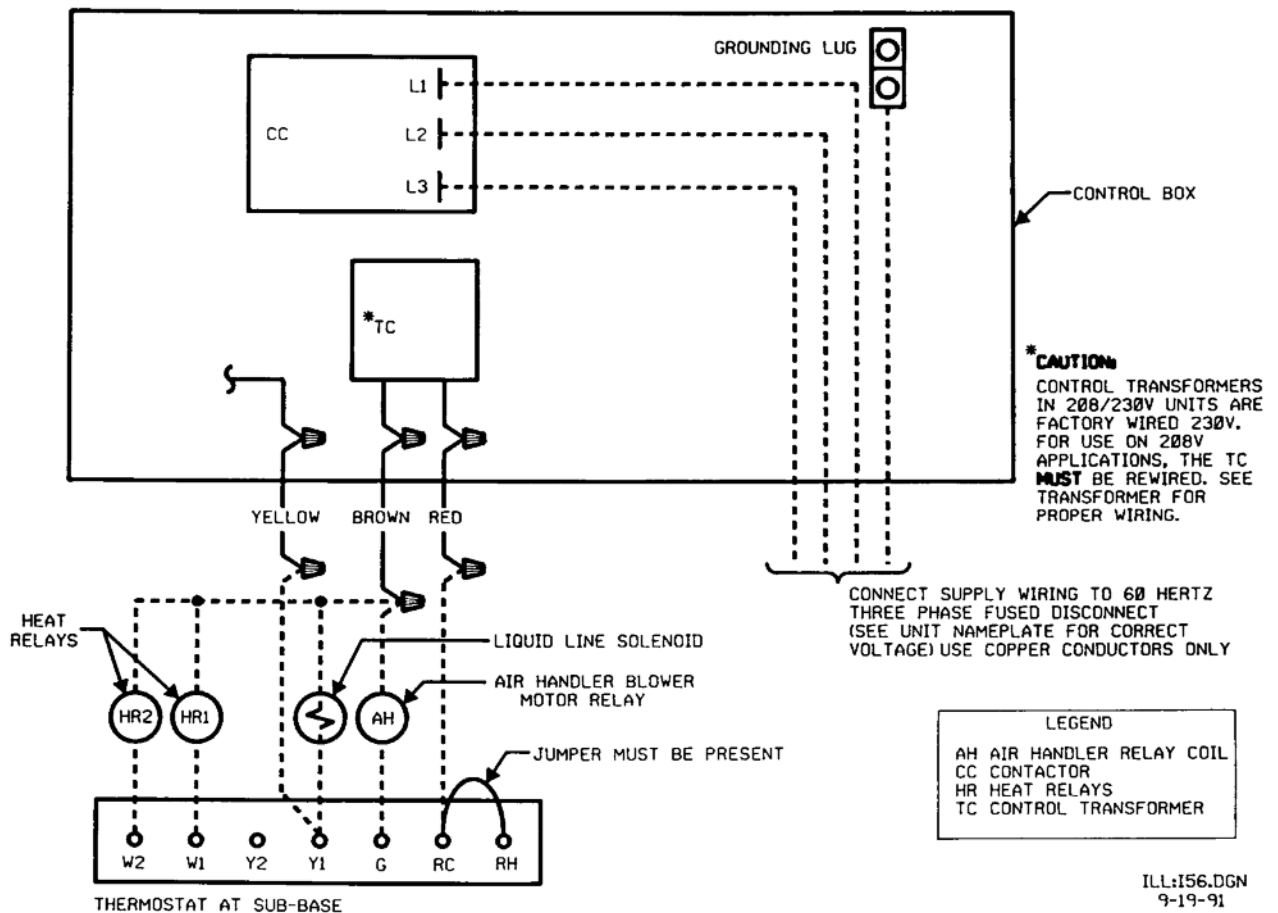 GROUNDING LUG
L1
CC
L2
L3
CONTROL BOX
*TC
*CAUTION:
CONTROL TRANSFORMERS
IN 208/230V UNITS ARE
FACTORY WIRED 230V.
FOR USE ON 208V
APPLICATIONS, THE TC
MUST BE REWIRED. SEE
TRANSFORMER FOR
PROPER WIRING.
YELLOW BROWN RED
CONNECT SUPPLY WIRING TO 60 HERTZ
THREE PHASE FUSED DISCONNECT
(SEE UNIT NAMEPLATE FOR CORRECT
VOLTAGE) USE COPPER CONDUCTORS ONLY
HEAT
RELAYS
LIQUID LINE SOLENOID
AIR HANDLER BLOWER
MOTOR RELAY
HR2 HR1 AH
JUMPER MUST BE PRESENT
LEGEND
AH AIR HANDLER RELAY COIL
CC CONTACTOR
HR HEAT RELAYS
TC CONTROL TRANSFORMER
W2 W1 Y2 Y1 G RC RH
THERMOSTAT AT SUB-BASE
ILL:I56.DGN
9-19-91